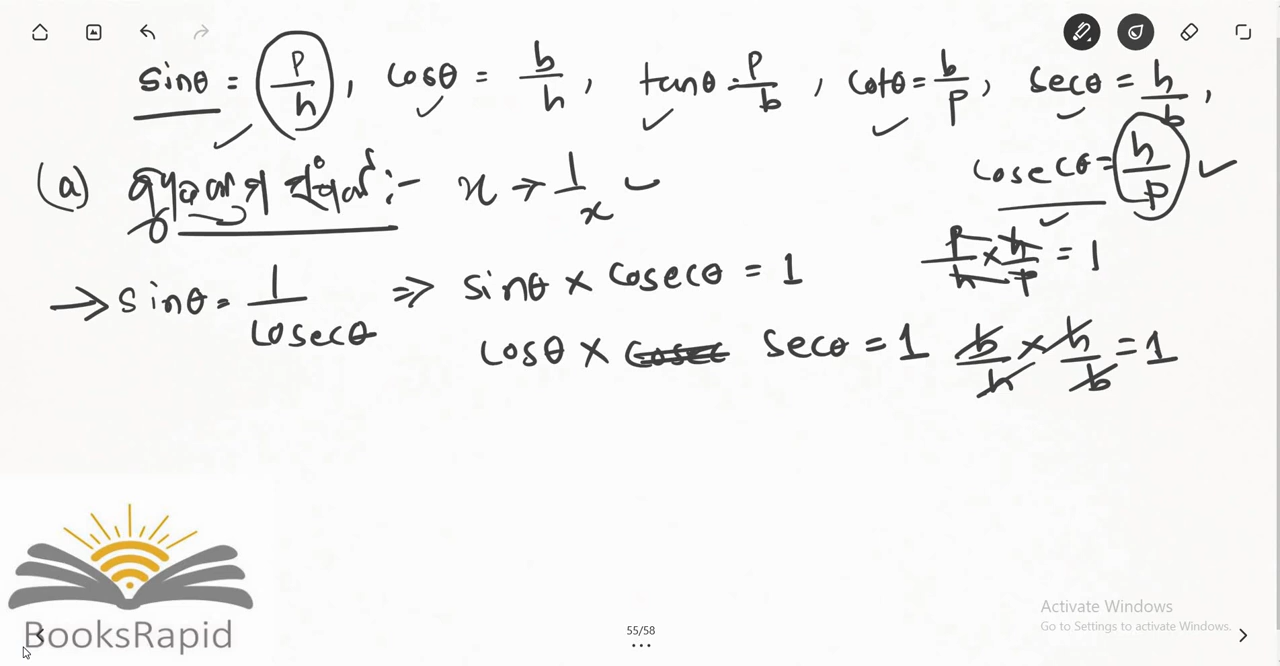 sinθ = p/h, cosθ = b/h, tanθ = p/b, cotθ = b/p, secθ = h/b,
cosecθ = h/p
(a) :- x → 1/x
p/h × h/p = 1
→ sinθ = 1/cosecθ ⇒ sinθ × cosecθ = 1
cosθ × cosec secθ = 1 b/h × h/b = 1
BooksRapid
55/58
Activate Windows
Go to Settings to activate Windows.